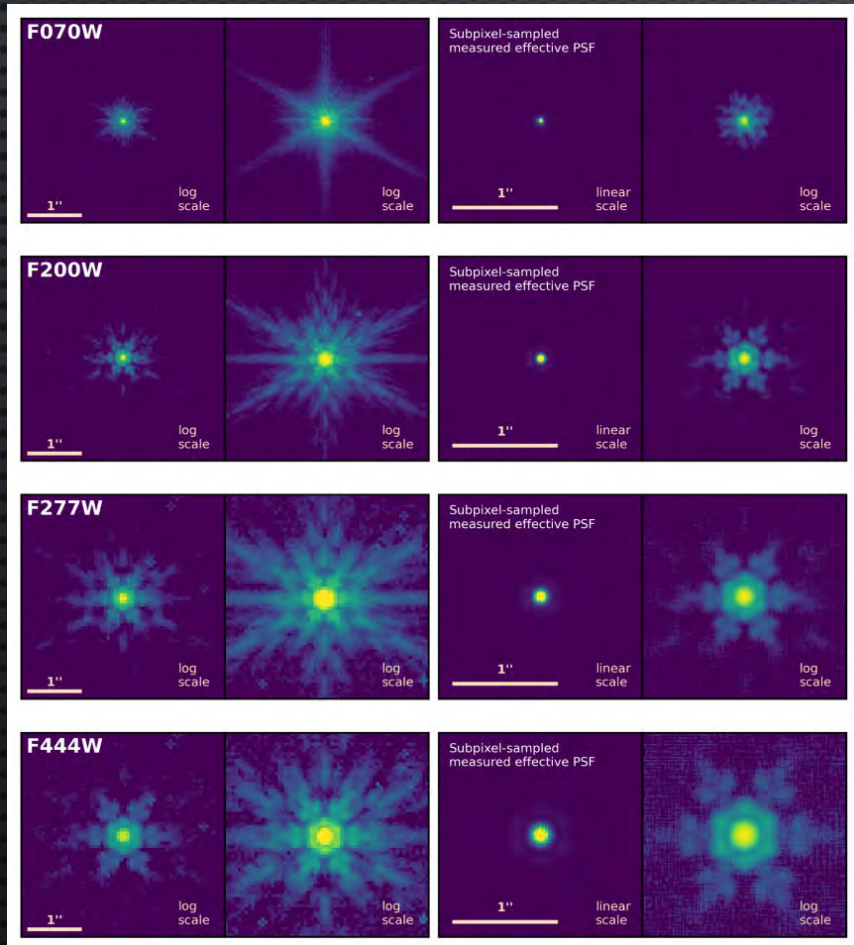 F070W
1''
log
scale
log
scale
Subpixel-sampled
measured effective PSF
1''
linear
scale
log
scale
F200W
1''
log
scale
log
scale
Subpixel-sampled
measured effective PSF
1''
linear
scale
log
scale
F277W
1''
log
scale
log
scale
Subpixel-sampled
measured effective PSF
1''
linear
scale
log
scale
F444W
1''
log
scale
log
scale
Subpixel-sampled
measured effective PSF
1''
linear
scale
log
scale